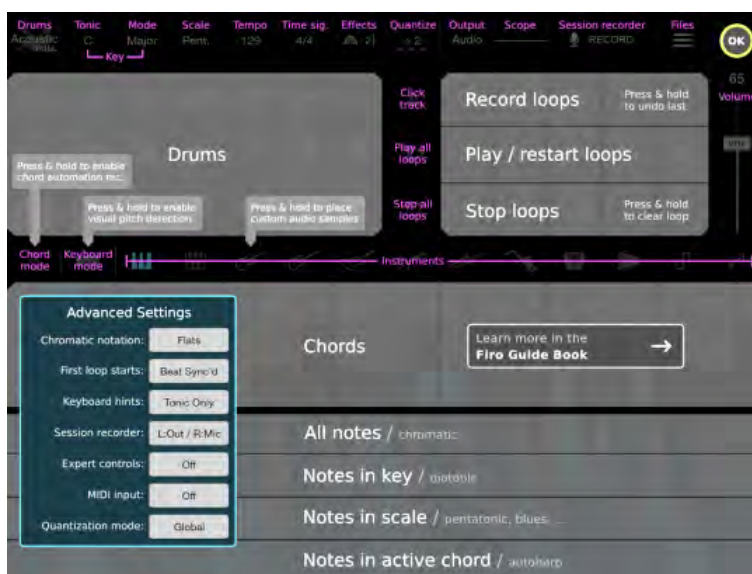 Drums Tonic Mode Scale Tempo Time sig. Effects Quantize Output Scope Session recorder Files
Acoustic C Major Pent. 129 4/4 2 2 Audio RECORD OK
Key
65
Volume
Click
track
Record loops
Press & hold
to undo last
Drums
Play all
loops
Play / restart loops
Press & hold to enable
chord automation rec.
Press & hold to enable
visual pitch detection
Press & hold to place
custom audio samples
Stop all
loops
Stop loops
Press & hold
to clear loop
Chord
mode
Keyboard
mode
Instruments
Advanced Settings
Chromatic notation: Flats
First loop starts: Beat Sync'd
Keyboard hints: Tonic Only
Session recorder: L:Out / R:Mic
Expert controls: Off
MIDI input: Off
Quantization mode: Global
Chords
Learn more in the
Firo Guide Book →
All notes / chromatic
Notes in key / diatonic
Notes in scale / pentatonic, blues, ...
Notes in active chord / autoharp